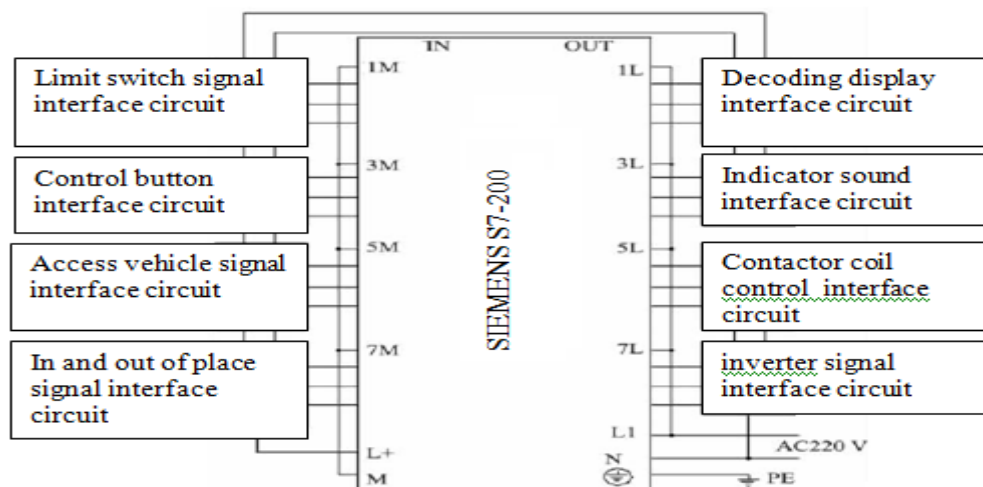 IN
OUT
Limit switch signal
interface circuit
Control button
interface circuit
Access vehicle signal
interface circuit
In and out of place
signal interface
circuit
1M
3M
5M
7M
L+
M
SIEMENS S7-200
1L
3L
5L
7L
L1
N
Decoding display
interface circuit
Indicator sound
interface circuit
Contactor coil
control interface
circuit
inverter signal
interface circuit
AC220 V
PE